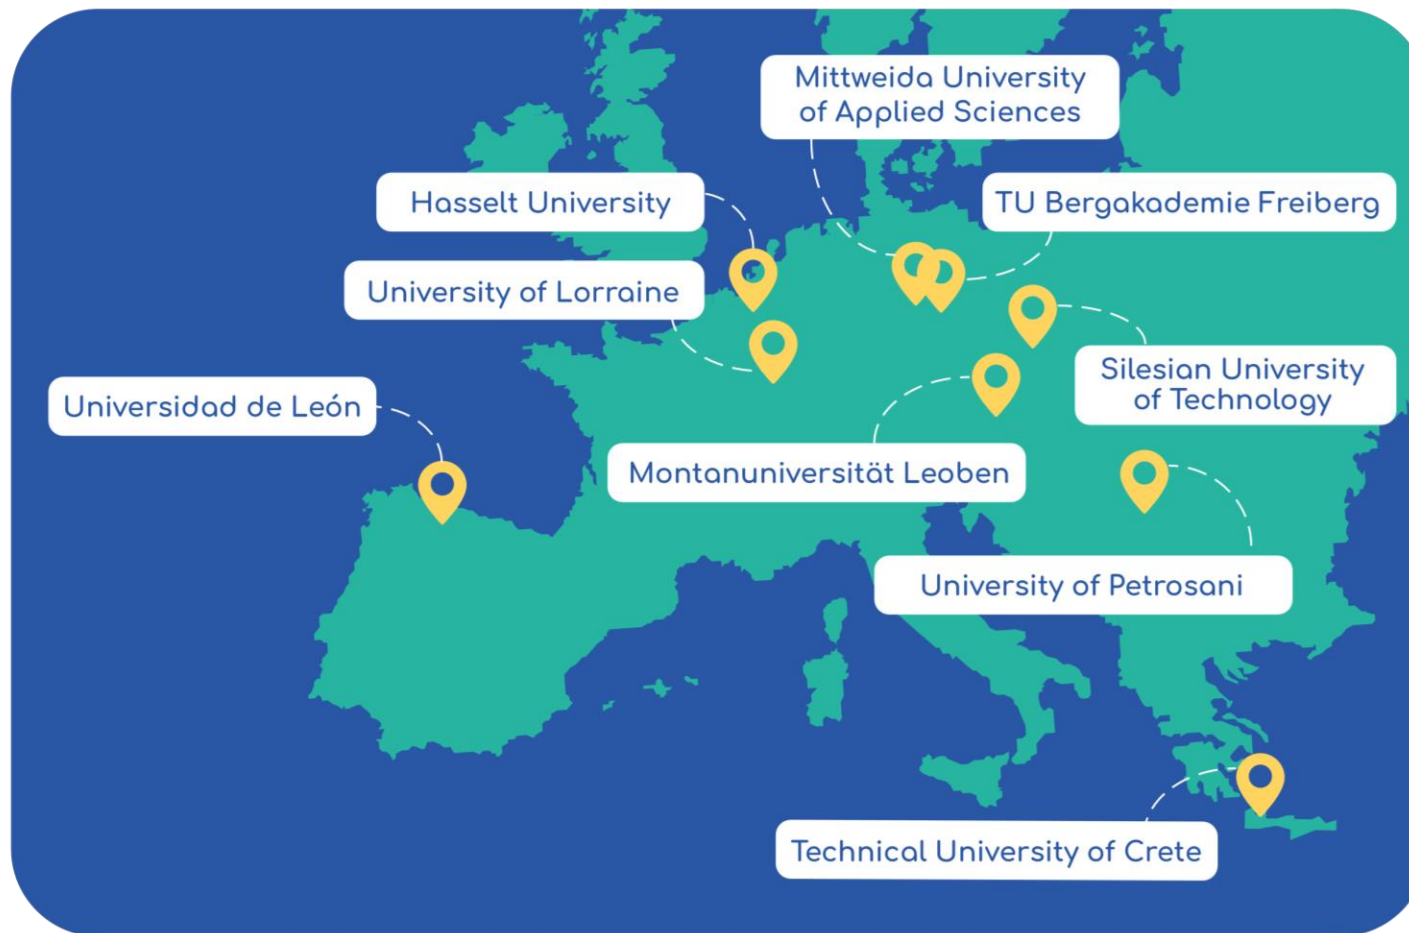 Mittweida University
of Applied Sciences
Hasselt University
TU Bergakademie Freiberg
University of Lorraine
Silesian University
of Technology
Universidad de León
Montanuniversität Leoben
University of Petrosani
Technical University of Crete